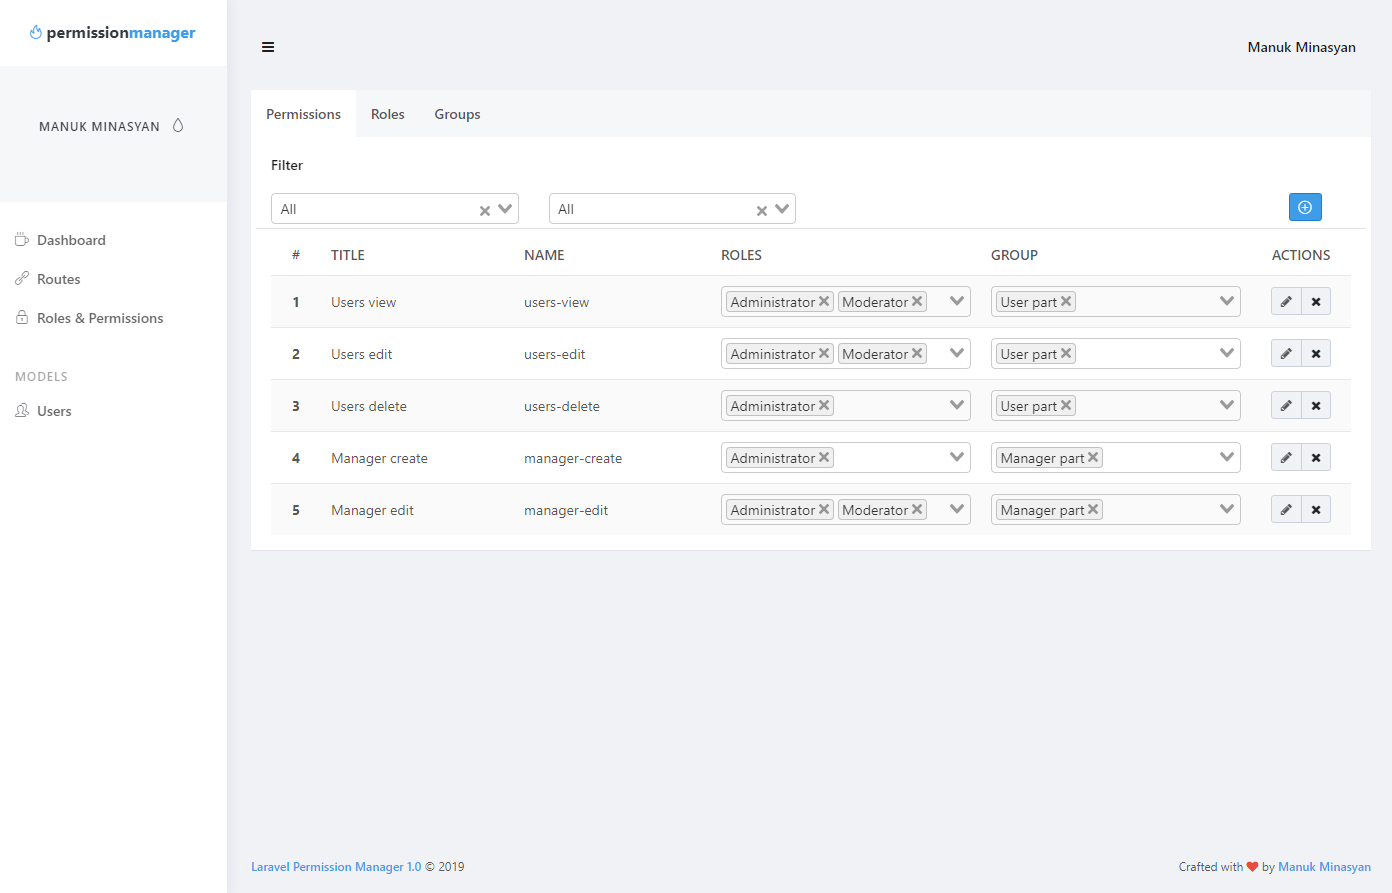 permissionmanager
Manuk Minasyan
MANUK MINASYAN
Dashboard
Routes
Roles & Permissions
MODELS
Users
Permissions Roles Groups
Filter
All All
# TITLE NAME ROLES GROUP ACTIONS
1 Users view users-view Administrator Moderator User part
2 Users edit users-edit Administrator Moderator User part
3 Users delete users-delete Administrator User part
4 Manager create manager-create Administrator Manager part
5 Manager edit manager-edit Administrator Moderator Manager part
Laravel Permission Manager 1.0 © 2019 Crafted with ❤ by Manuk Minasyan